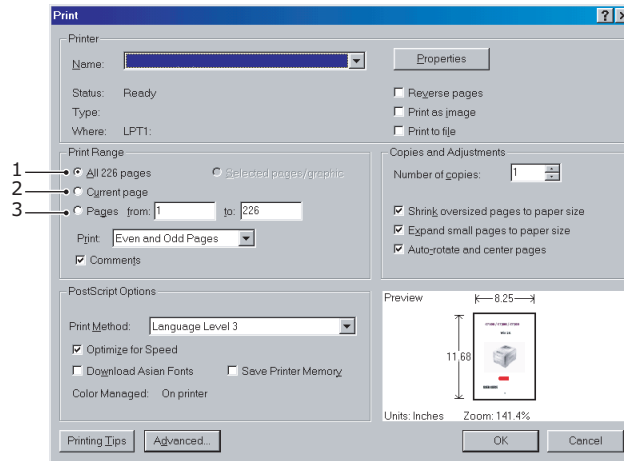 Print
Printer
Name:
Properties
Status: Ready
Reverse pages
Type:
Print as image
Where: LPT1:
Print to file
Print Range
Copies and Adjustments
1
All 226 pages
Selected pages/graphic
Number of copies: 1
2
Current page
3
Pages from: 1 to: 226
Shrink oversized pages to paper size
Print: Even and Odd Pages
Expand small pages to paper size
Comments
Auto-rotate and center pages
PostScript Options
Preview
8.25
Print Method: Language Level 3
Optimize for Speed
11.68
Download Asian Fonts
Save Printer Memory
Color Managed: On printer
Units: Inches Zoom: 141.4%
Printing Tips
Advanced...
OK
Cancel